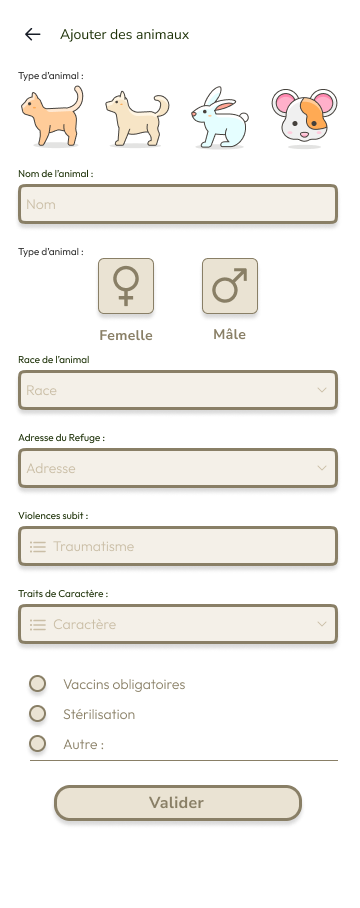 Ajouter des animaux
Type d'animal :
Nom de l'animal :
Nom
Type d'animal :
Femelle
Mâle
Race de l'animal
Race
Adresse du Refuge :
Adresse
Violences subit :
Traumatisme
Traits de Caractère :
Caractère
Vaccins obligatoires
Stérilisation
Autre :
Valider